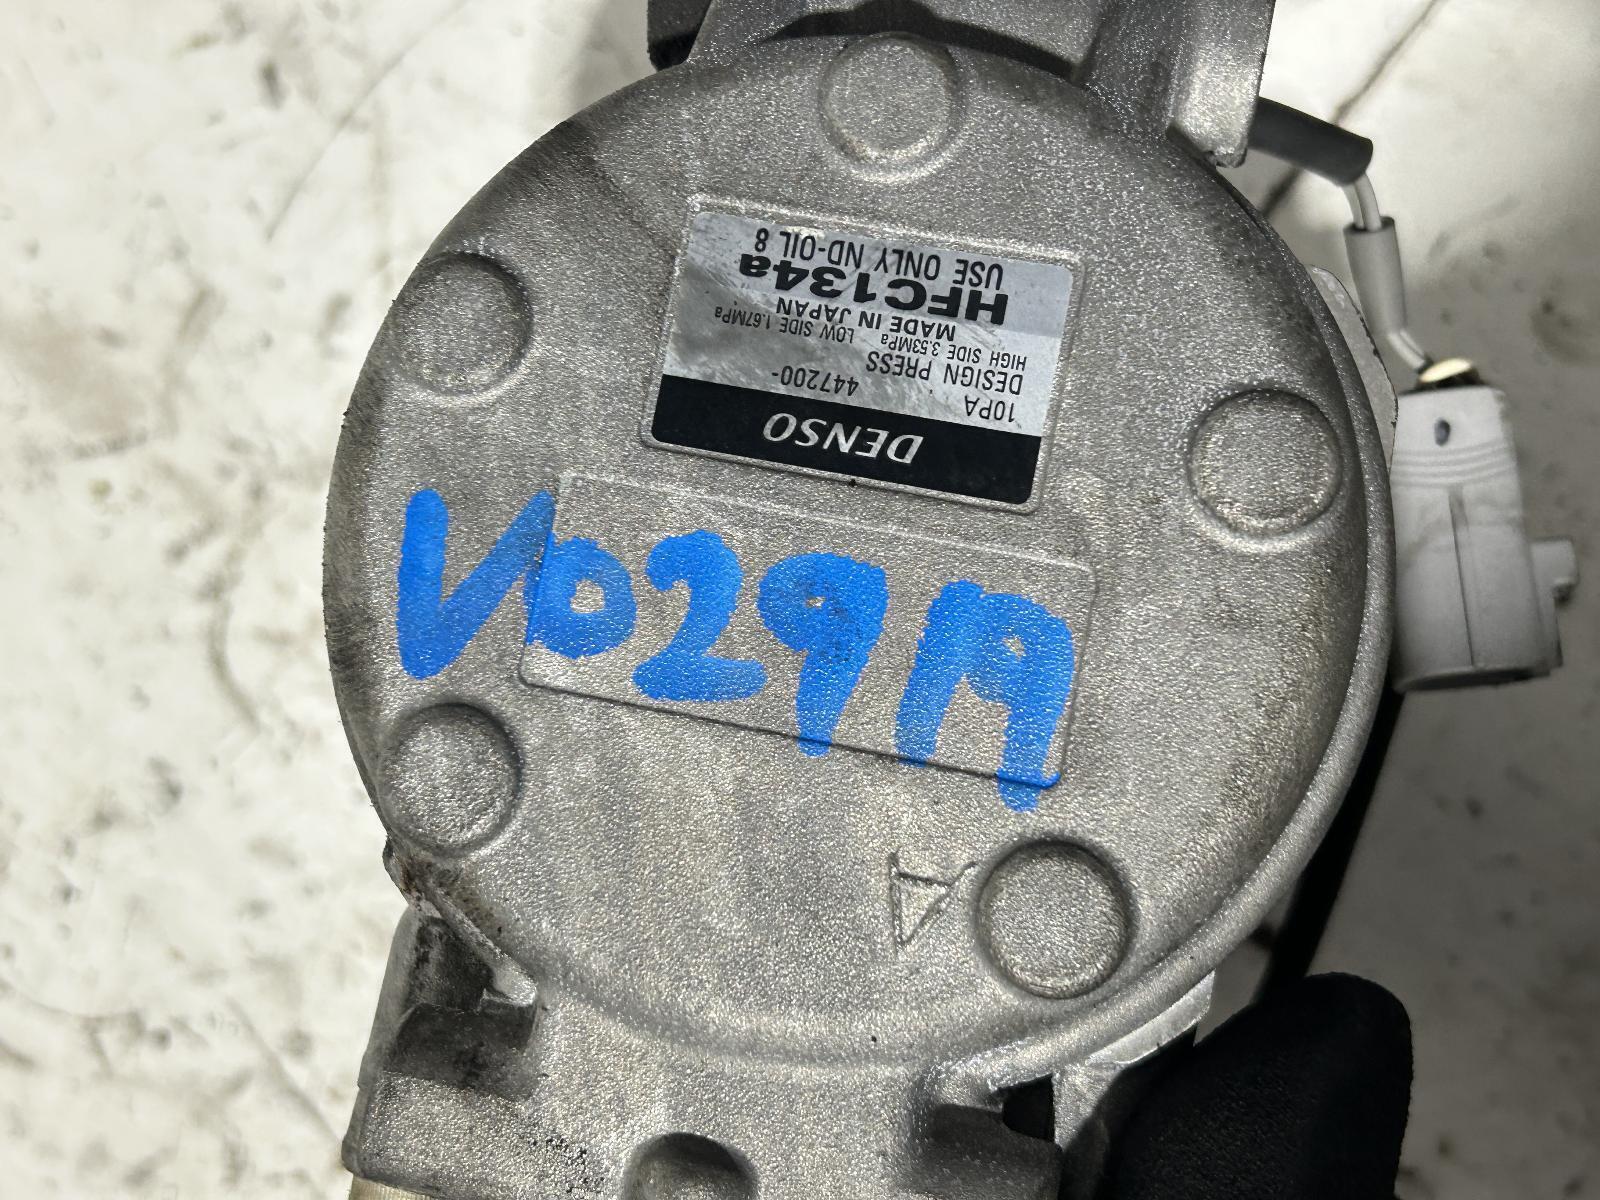 DENSO
10PA 447200-
DESIGN PRESS
HIGH SIDE 3.53MPa LOW SIDE 1.67MPa
MADE IN JAPAN
HFC134a
USE ONLY ND-OIL 8
V029A